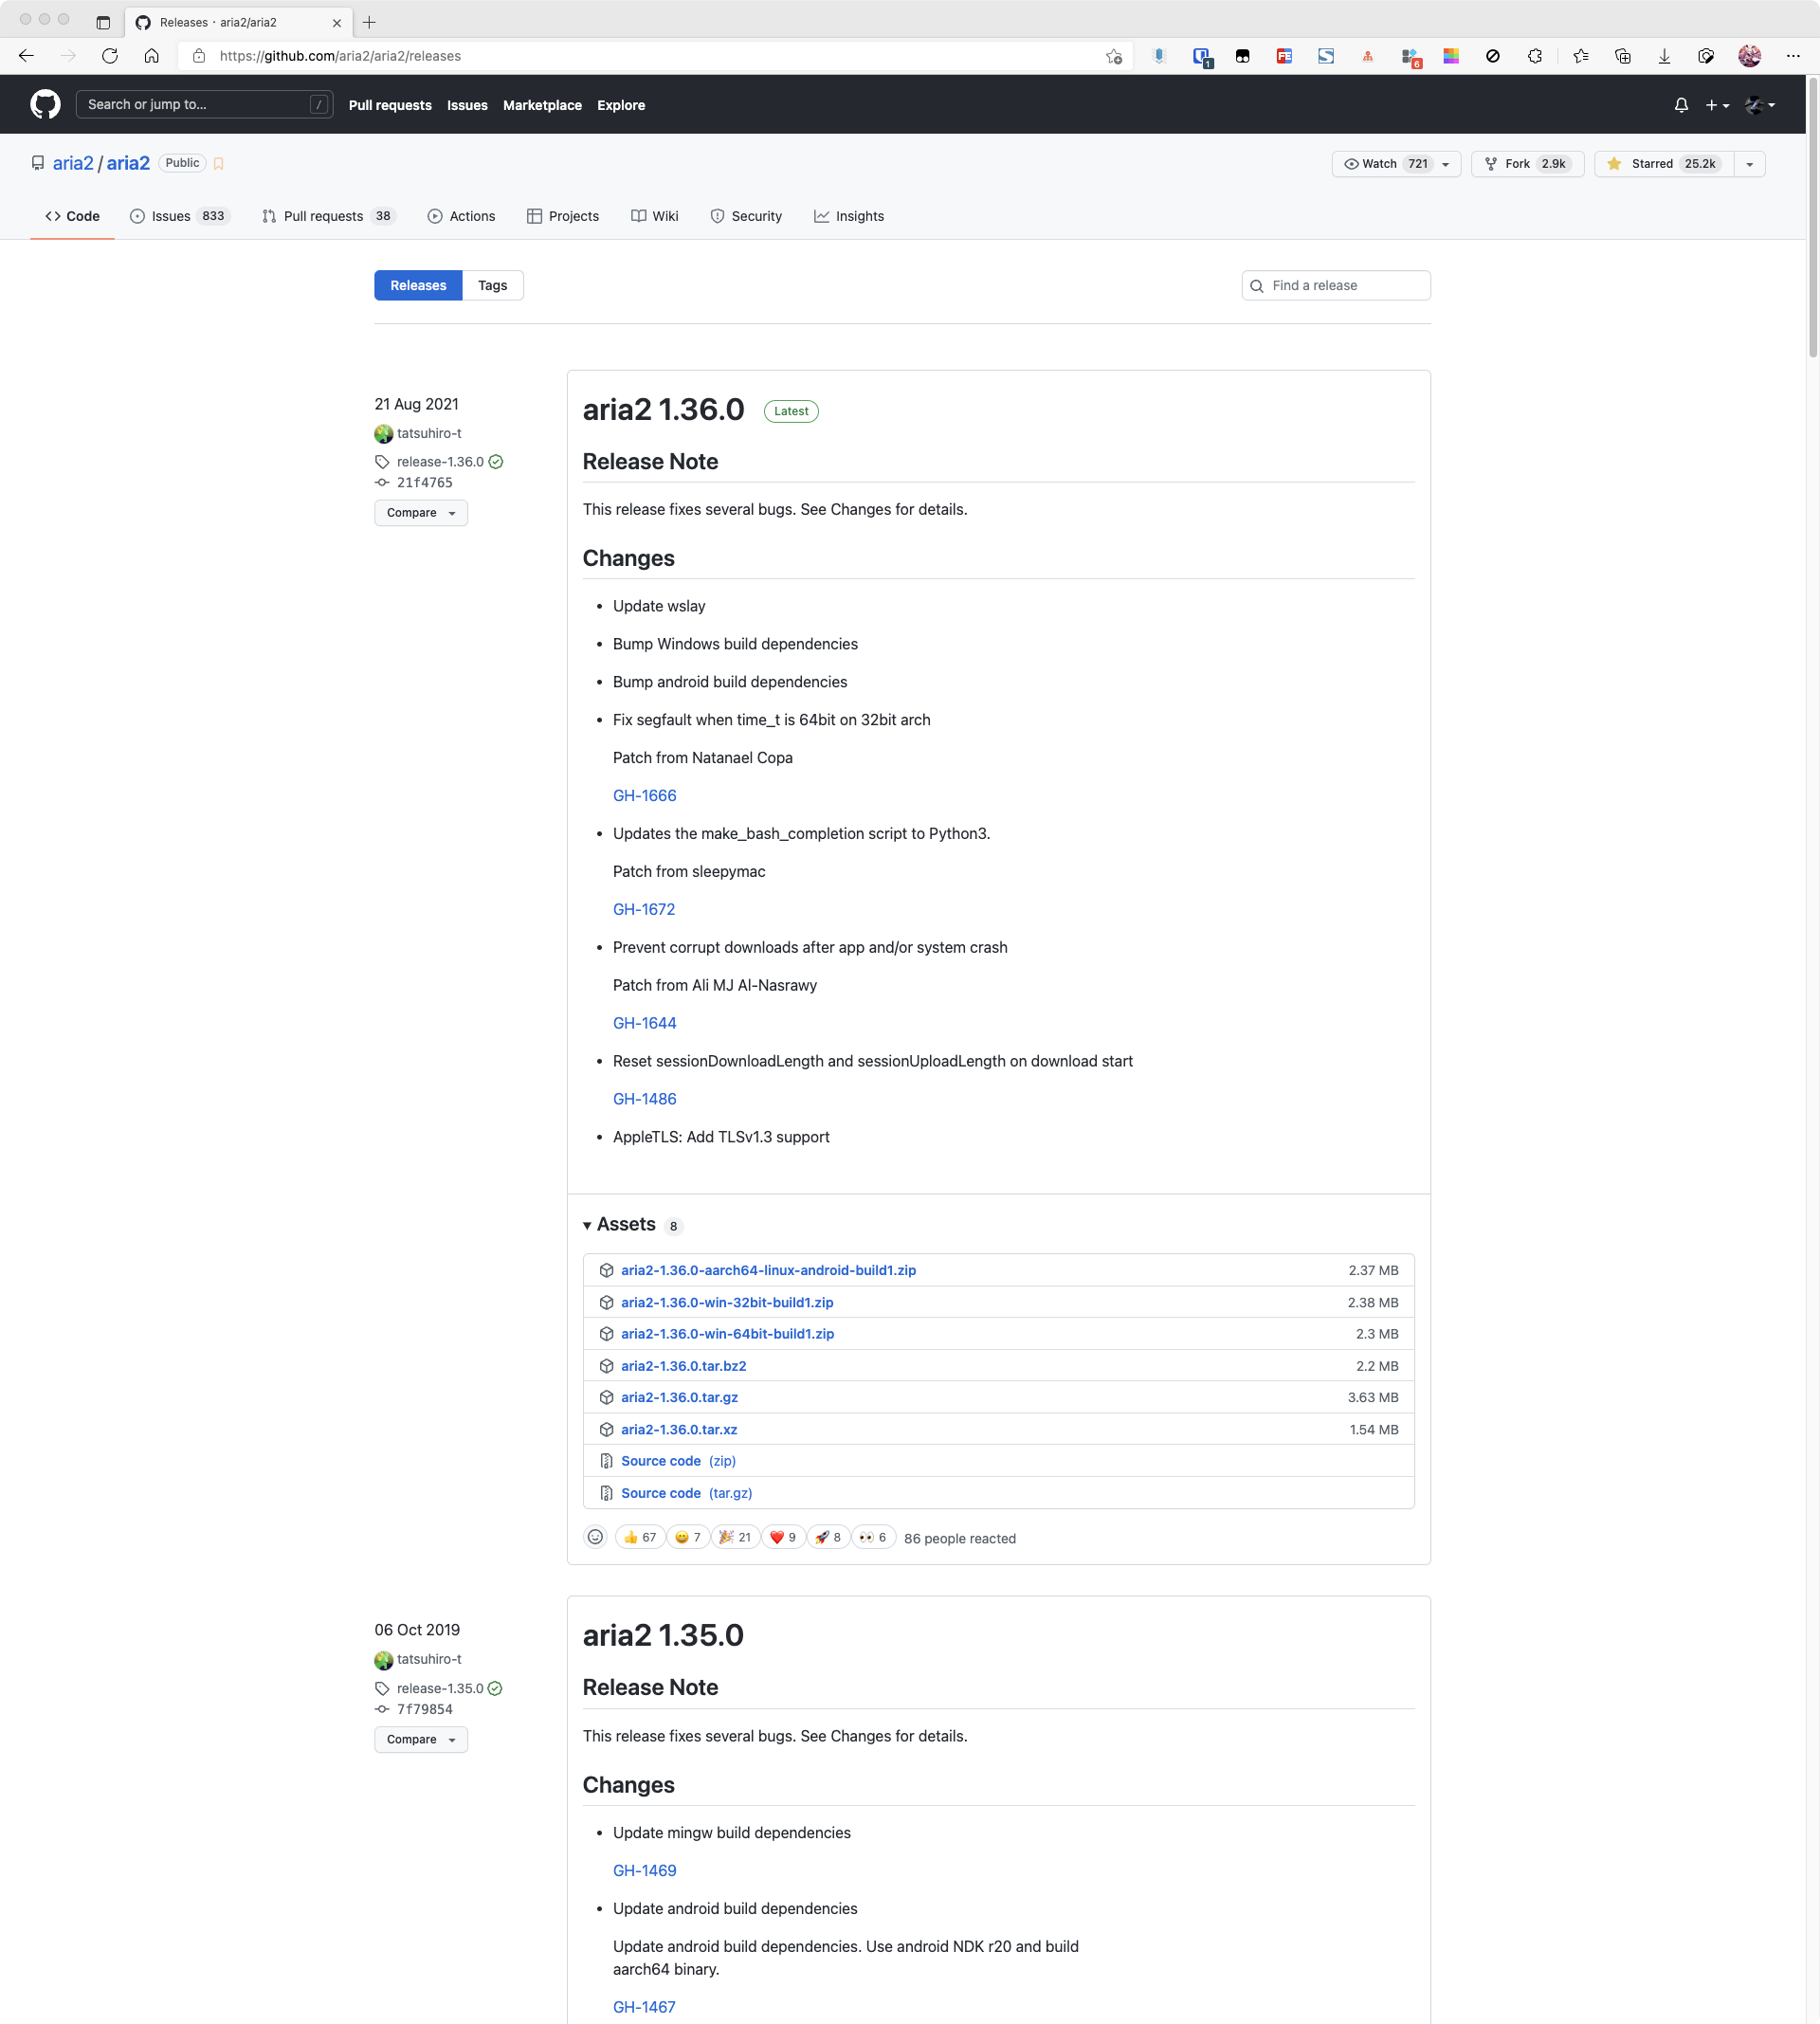 Releases · aria2/aria2
https://github.com/aria2/aria2/releases
1
6
Search or jump to...
/
Pull requests
Issues
Marketplace
Explore
aria2 / aria2
Public
Watch 721
Fork 2.9k
Starred 25.2k
Code
Issues 833
Pull requests 38
Actions
Projects
Wiki
Security
Insights
Releases
Tags
Find a release
21 Aug 2021
tatsuhiro-t
release-1.36.0
21f4765
Compare
aria2 1.36.0
Latest
Release Note
This release fixes several bugs. See Changes for details.
Changes
• Update wslay
• Bump Windows build dependencies
• Bump android build dependencies
• Fix segfault when time_t is 64bit on 32bit arch
Patch from Natanael Copa
GH-1666
• Updates the make_bash_completion script to Python3.
Patch from sleepymac
GH-1672
• Prevent corrupt downloads after app and/or system crash
Patch from Ali MJ Al-Nasrawy
GH-1644
• Reset sessionDownloadLength and sessionUploadLength on download start
GH-1486
• AppleTLS: Add TLSv1.3 support
Assets 8
aria2-1.36.0-aarch64-linux-android-build1.zip 2.37 MB
aria2-1.36.0-win-32bit-build1.zip 2.38 MB
aria2-1.36.0-win-64bit-build1.zip 2.3 MB
aria2-1.36.0.tar.bz2 2.2 MB
aria2-1.36.0.tar.gz 3.63 MB
aria2-1.36.0.tar.xz 1.54 MB
Source code (zip)
Source code (tar.gz)
👍 67 😄 7 🎉 21 ❤️ 9 🚀 8 👀 6 86 people reacted
06 Oct 2019
tatsuhiro-t
release-1.35.0
7f79854
Compare
aria2 1.35.0
Release Note
This release fixes several bugs. See Changes for details.
Changes
• Update mingw build dependencies
GH-1469
• Update android build dependencies
Update android build dependencies. Use android NDK r20 and build
aarch64 binary.
GH-1467